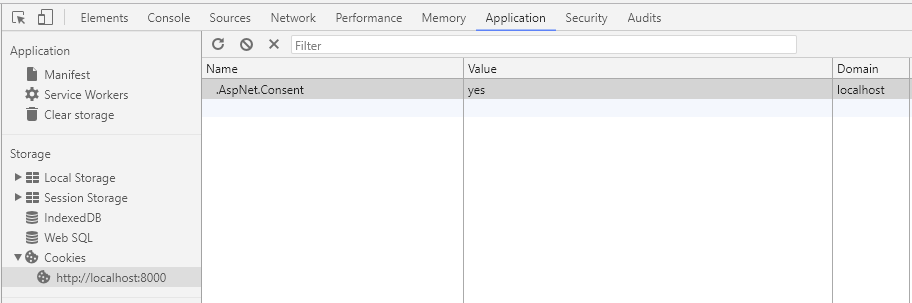 Elements Console Sources Network Performance Memory Application Security Audits
Application
Manifest
Service Workers
Clear storage
Storage
Local Storage
Session Storage
IndexedDB
Web SQL
Cookies
http://localhost:8000
Filter
Name Value Domain
.AspNet.Consent yes localhost